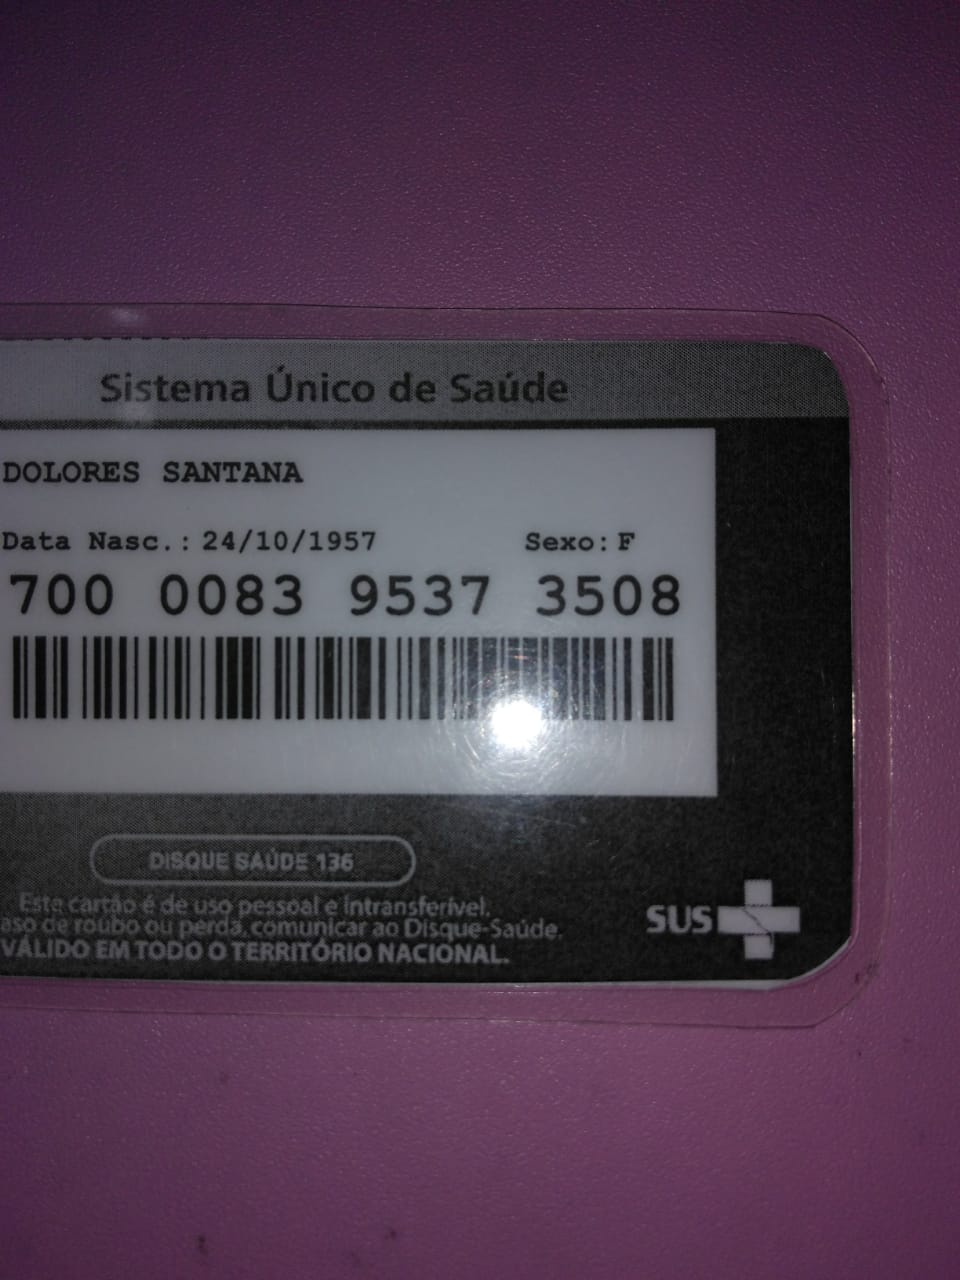 Sistema Único de Saúde
DOLORES SANTANA
Data Nasc.: 24/10/1957 Sexo: F
700 0083 9537 3508
DISQUE SAÚDE 136
Este cartão é de uso pessoal e intransferível.
aso de roubo ou perda, comunicar ao Disque-Saúde.
VÁLIDO EM TODO O TERRITÓRIO NACIONAL.
SUS